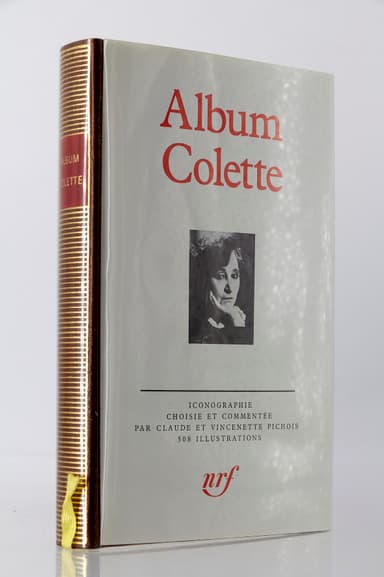 Album
Colette
ICONOGRAPHIE
CHOISIE ET COMMENTÉE
PAR CLAUDE ET VINCENETTE PICHOIS
508 ILLUSTRATIONS
nrf
ALBUM
COLETTE